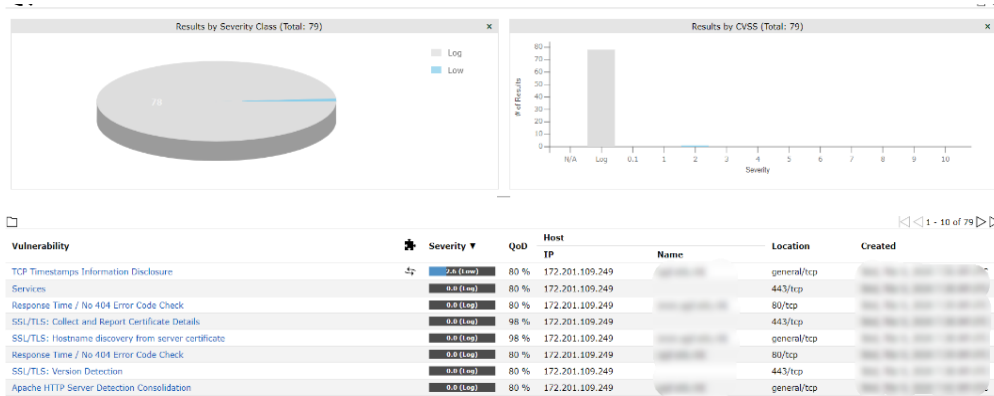 Results by Severity Class (Total: 79) ×
Log
Low
78
Results by CVSS (Total: 79) ×
# of Results
80
70
60
50
40
30
20
10
0
N/A Log 0.1 1 2 3 4 5 6 7 8 9 10
Severity
1 - 10 of 79
Vulnerability Severity ▼ QoD Host Location Created
IP Name
TCP Timestamps Information Disclosure 2.6 (Low) 80 % 172.201.109.249 general/tcp
Services 0.0 (Log) 80 % 172.201.109.249 443/tcp
Response Time / No 404 Error Code Check 0.0 (Log) 80 % 172.201.109.249 80/tcp
SSL/TLS: Collect and Report Certificate Details 0.0 (Log) 98 % 172.201.109.249 443/tcp
SSL/TLS: Hostname discovery from server certificate 0.0 (Log) 98 % 172.201.109.249 general/tcp
Response Time / No 404 Error Code Check 0.0 (Log) 80 % 172.201.109.249 80/tcp
SSL/TLS: Version Detection 0.0 (Log) 80 % 172.201.109.249 443/tcp
Apache HTTP Server Detection Consolidation 0.0 (Log) 80 % 172.201.109.249 general/tcp